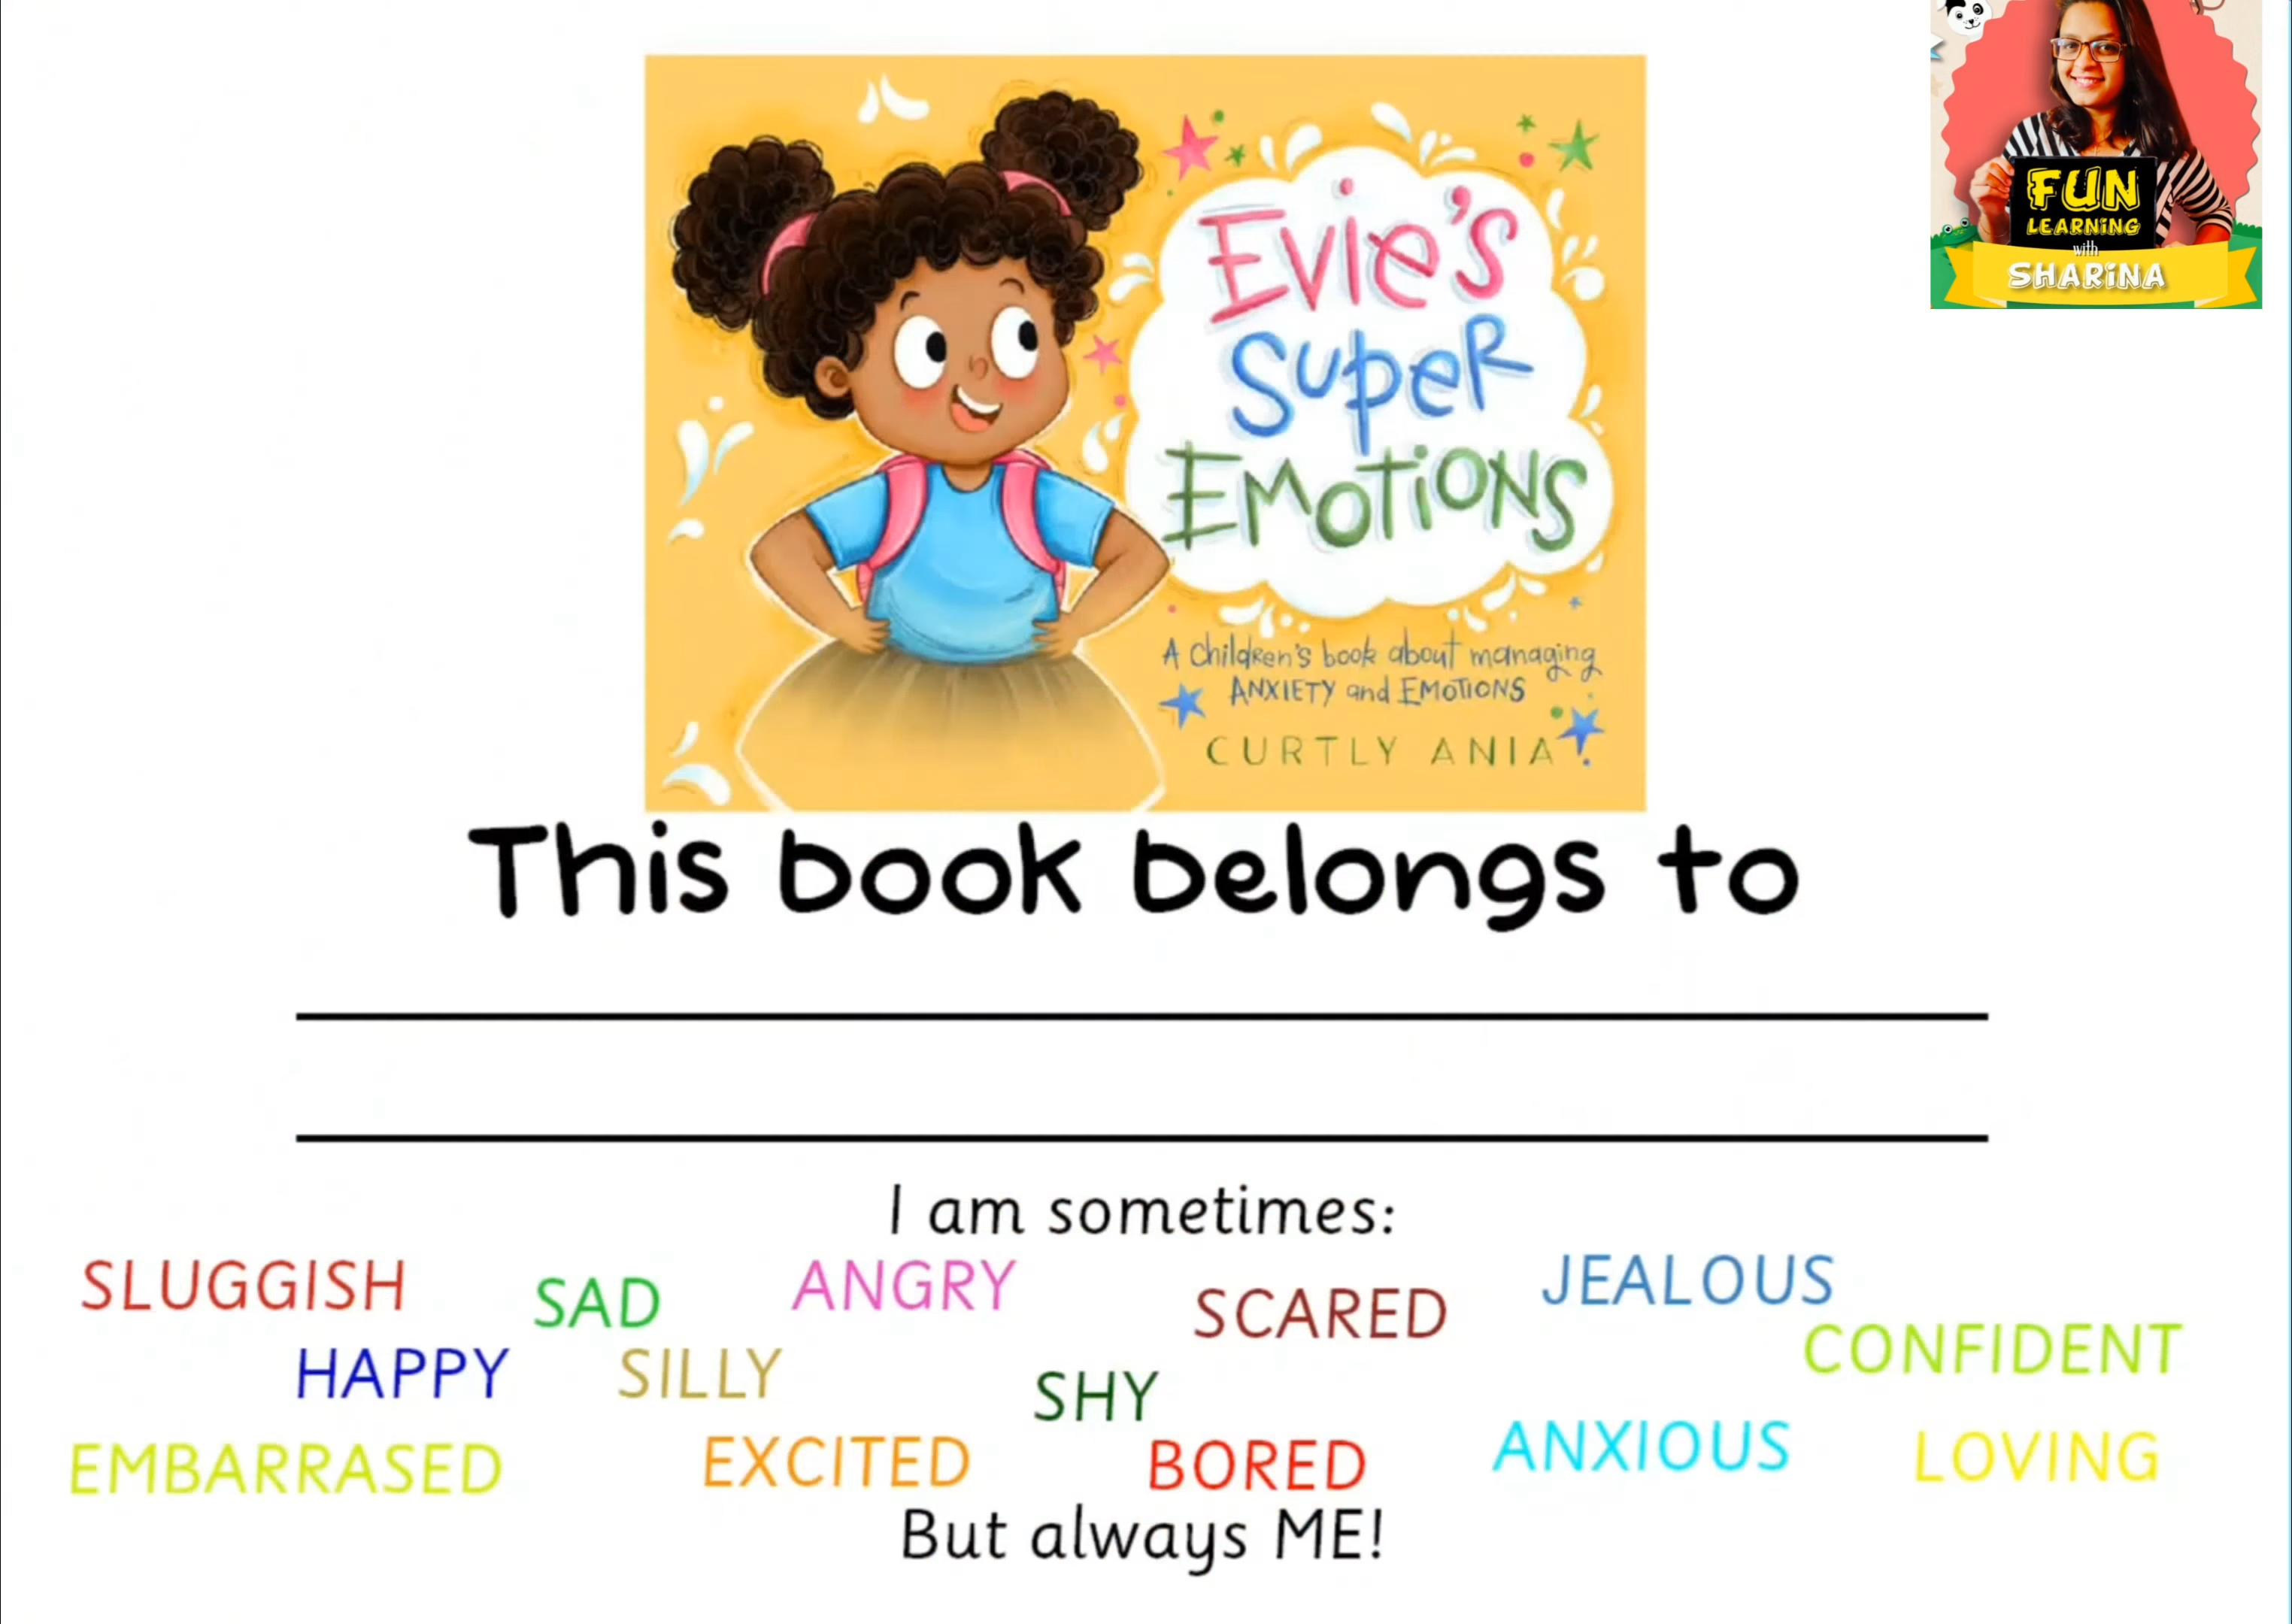 Evie's
Super
EMOTiONS
A children's book about managing
ANXIETY and EMOTIONS
CURTLY ANIA
FUN
LEARNiNG
with
SHARiNA
This book belongs to
I am sometimes:
SLUGGISH SAD ANGRY SCARED JEALOUS
HAPPY SILLY SHY CONFIDENT
EMBARRASED EXCITED BORED ANXIOUS LOVING
But always ME!